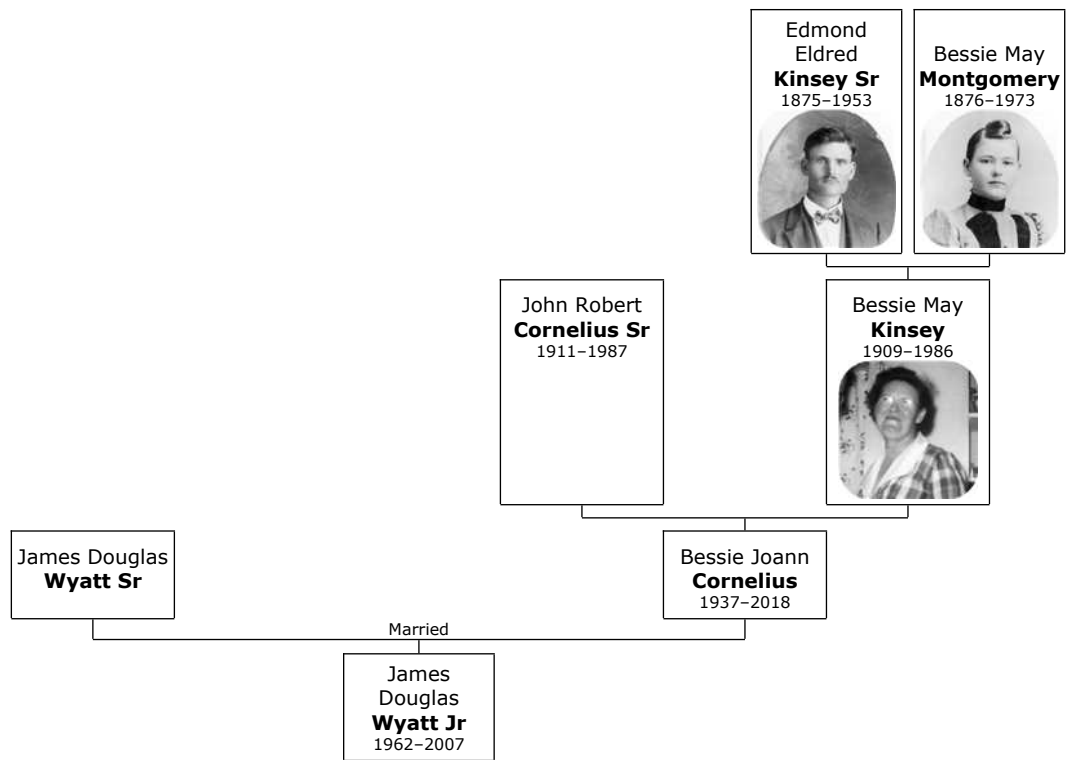 Edmond
Eldred
Kinsey Sr
1875–1953
Bessie May
Montgomery
1876–1973
John Robert
Cornelius Sr
1911–1987
Bessie May
Kinsey
1909–1986
James Douglas
Wyatt Sr
Bessie Joann
Cornelius
1937–2018
Married
James
Douglas
Wyatt Jr
1962–2007